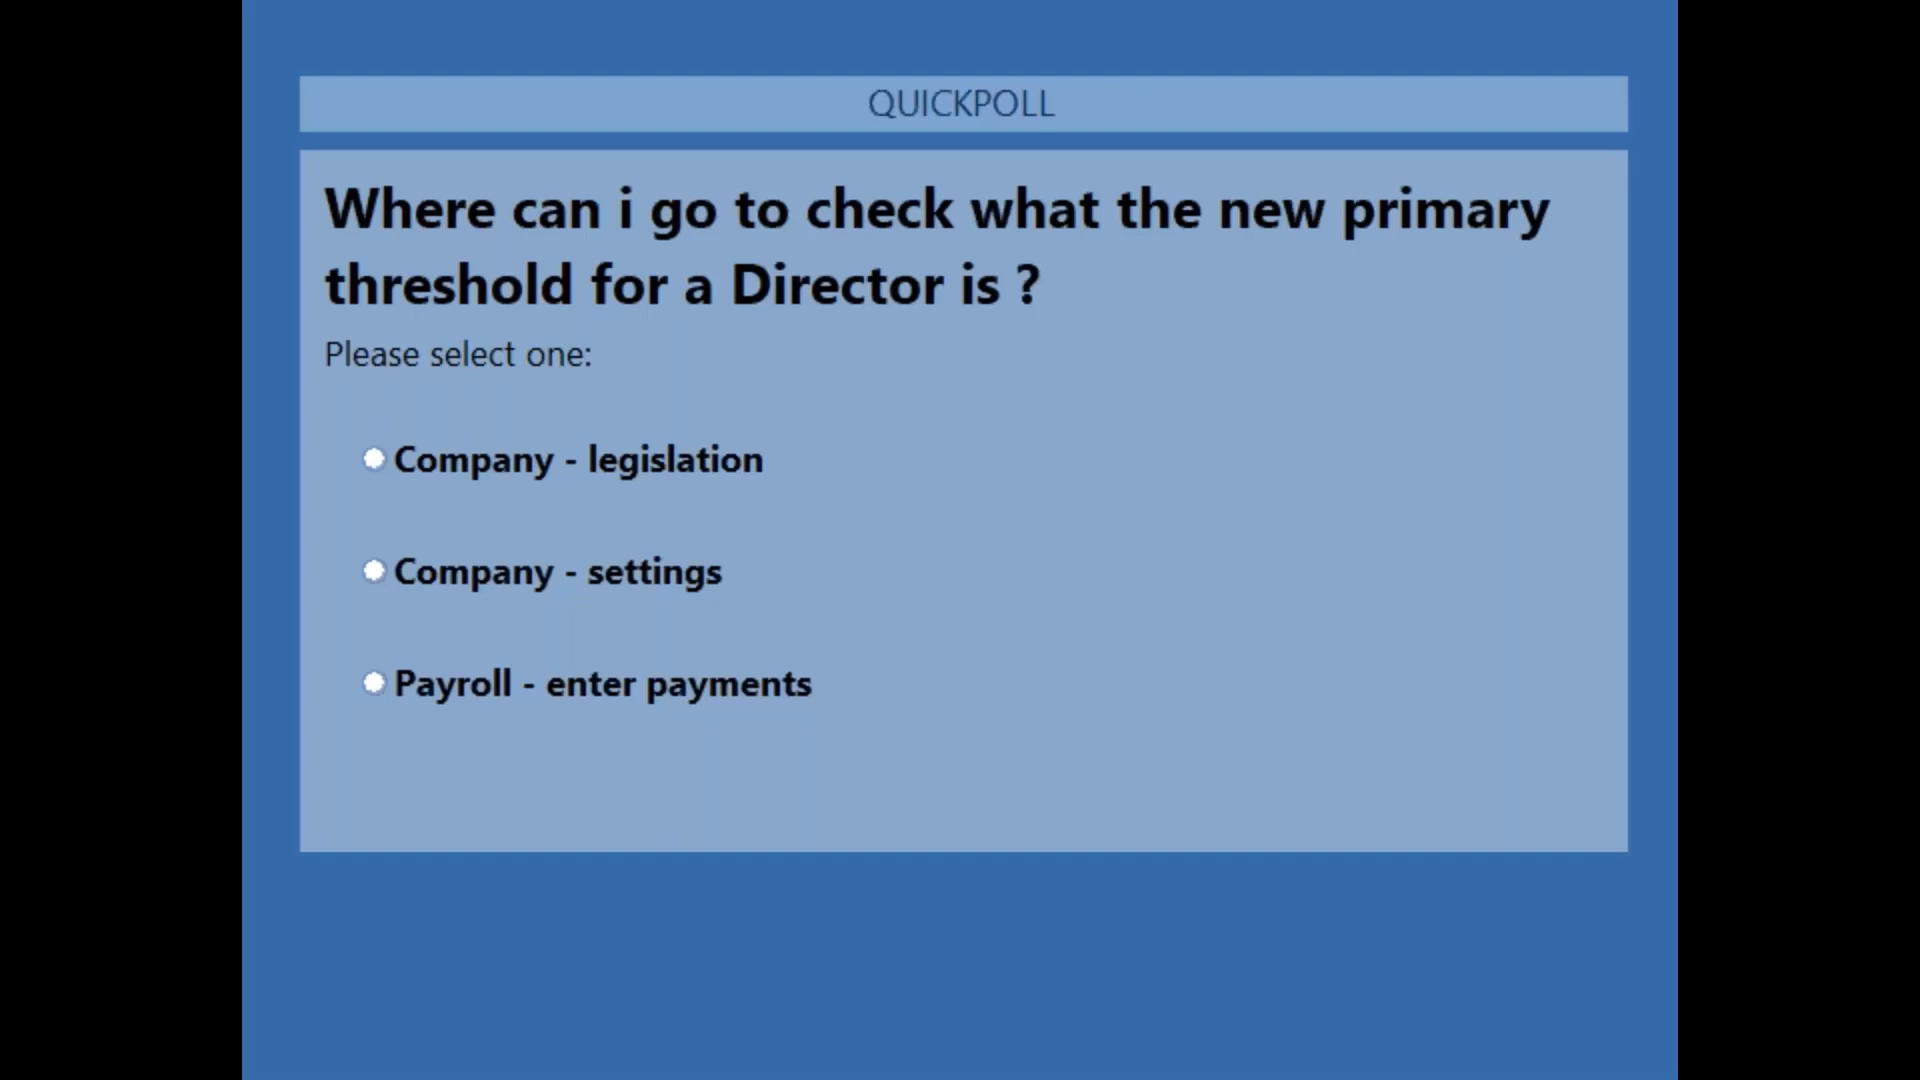 QUICKPOLL
Where can i go to check what the new primary
threshold for a Director is ?
Please select one:
Company - legislation
Company - settings
Payroll - enter payments